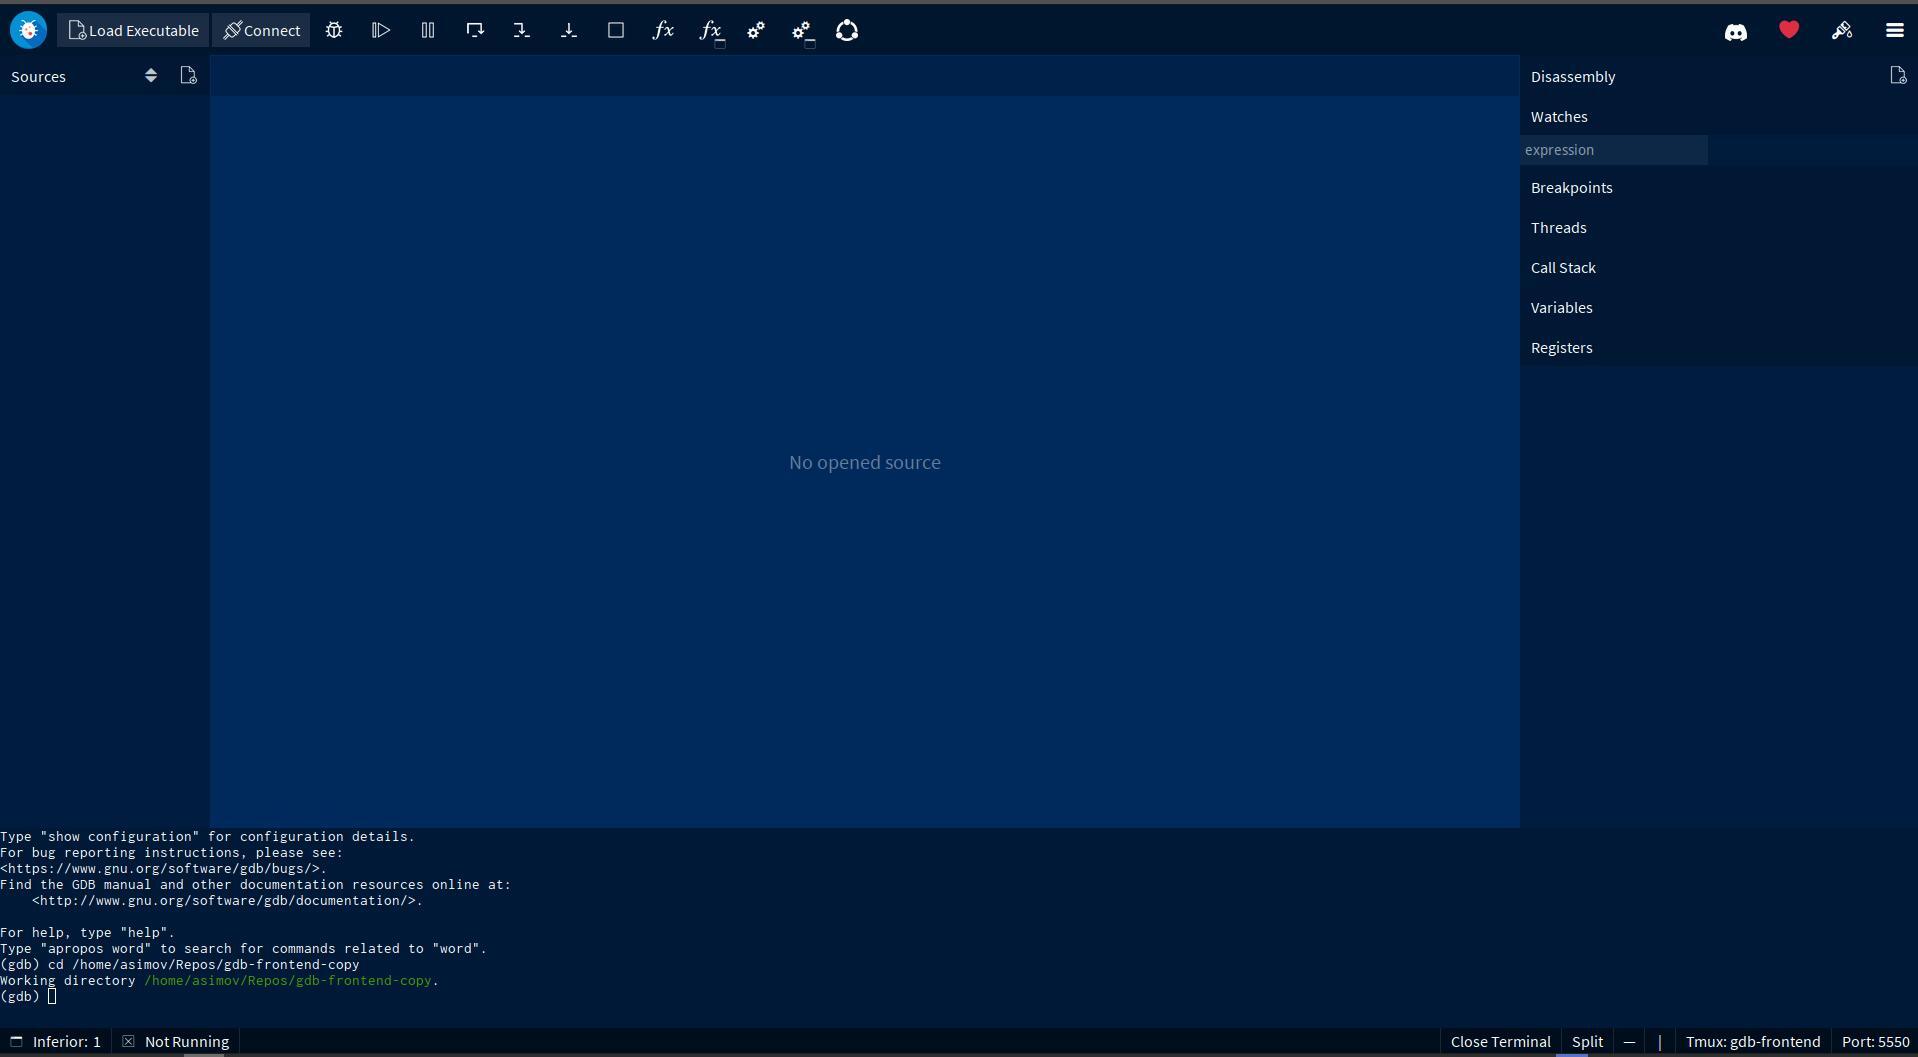 Load Executable Connect fx fx
Sources
Disassembly
Watches
expression
Breakpoints
Threads
Call Stack
Variables
Registers
No opened source
Type "show configuration" for configuration details.
For bug reporting instructions, please see:
<https://www.gnu.org/software/gdb/bugs/>.
Find the GDB manual and other documentation resources online at:
    <http://www.gnu.org/software/gdb/documentation/>.
For help, type "help".
Type "apropos word" to search for commands related to "word".
(gdb) cd /home/asimov/Repos/gdb-frontend-copy
Working directory /home/asimov/Repos/gdb-frontend-copy.
(gdb)
Inferior: 1 Not Running Close Terminal Split — | Tmux: gdb-frontend Port: 5550